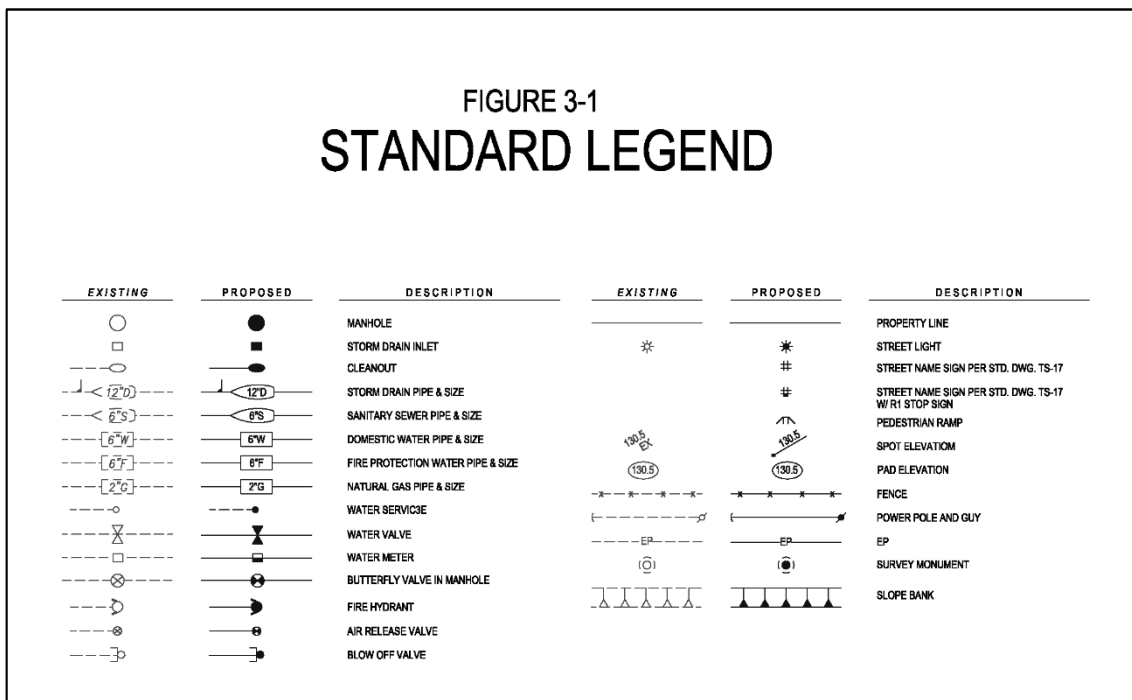 FIGURE 3-1
STANDARD LEGEND
EXISTING PROPOSED DESCRIPTION
MANHOLE
STORM DRAIN INLET
CLEANOUT
12"D 12"D STORM DRAIN PIPE & SIZE
6"S 6"S SANITARY SEWER PIPE & SIZE
6"W 6"W DOMESTIC WATER PIPE & SIZE
6"F 6"F FIRE PROTECTION WATER PIPE & SIZE
2"G 2"G NATURAL GAS PIPE & SIZE
WATER SERVIC3E
WATER VALVE
WATER METER
BUTTERFLY VALVE IN MANHOLE
FIRE HYDRANT
AIR RELEASE VALVE
BLOW OFF VALVE
EXISTING PROPOSED DESCRIPTION
PROPERTY LINE
STREET LIGHT
STREET NAME SIGN PER STD. DWG. TS-17
STREET NAME SIGN PER STD. DWG. TS-17
W/ R1 STOP SIGN
PEDESTRIAN RAMP
130.5 EX 130.5 SPOT ELEVATIOM
130.5 130.5 PAD ELEVATION
FENCE
POWER POLE AND GUY
EP EP EP
SURVEY MONUMENT
SLOPE BANK